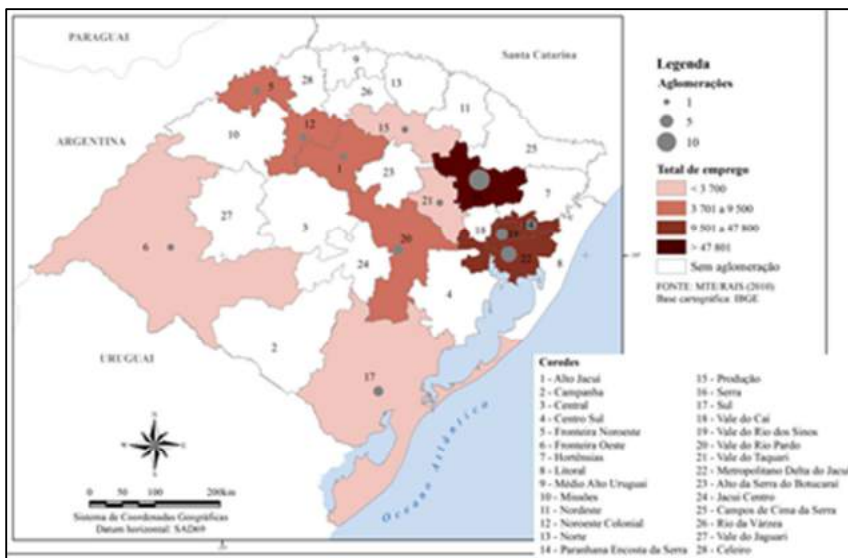 PARAGUAI
Santa Catarina
ARGENTINA
URUGUAI
Oceano Atlântico
28
9
13
5
26
11
12
15
10
25
1
23
7
27
21
3
18
14
19
6
20
22
24
8
4
2
17
Legenda
Aglomerações
1
5
10
Total de emprego
< 3 700
3 701 a 9 500
9 501 a 47 800
> 47 801
Sem aglomeração
FONTE: MTE/RAIS (2010)
Base cartográfica: IBGE
0 50 100 200km
Sistema de Coordenadas Geográficas
Datum horizontal: SAD69
Coredes
1 - Alto Jacuí
2 - Campanha
3 - Central
4 - Centro Sul
5 - Fronteira Noroeste
6 - Fronteira Oeste
7 - Hortênsias
8 - Litoral
9 - Médio Alto Uruguai
10 - Missões
11 - Nordeste
12 - Noroeste Colonial
13 - Norte
14 - Paranhana Encosta da Serra
15 - Produção
16 - Serra
17 - Sul
18 - Vale do Caí
19 - Vale do Rio dos Sinos
20 - Vale do Rio Pardo
21 - Vale do Taquari
22 - Metropolitano Delta do Jacuí
23 - Alto da Serra do Botucaraí
24 - Jacuí Centro
25 - Campos de Cima da Serra
26 - Rio da Várzea
27 - Vale do Jaguari
28 - Celeiro